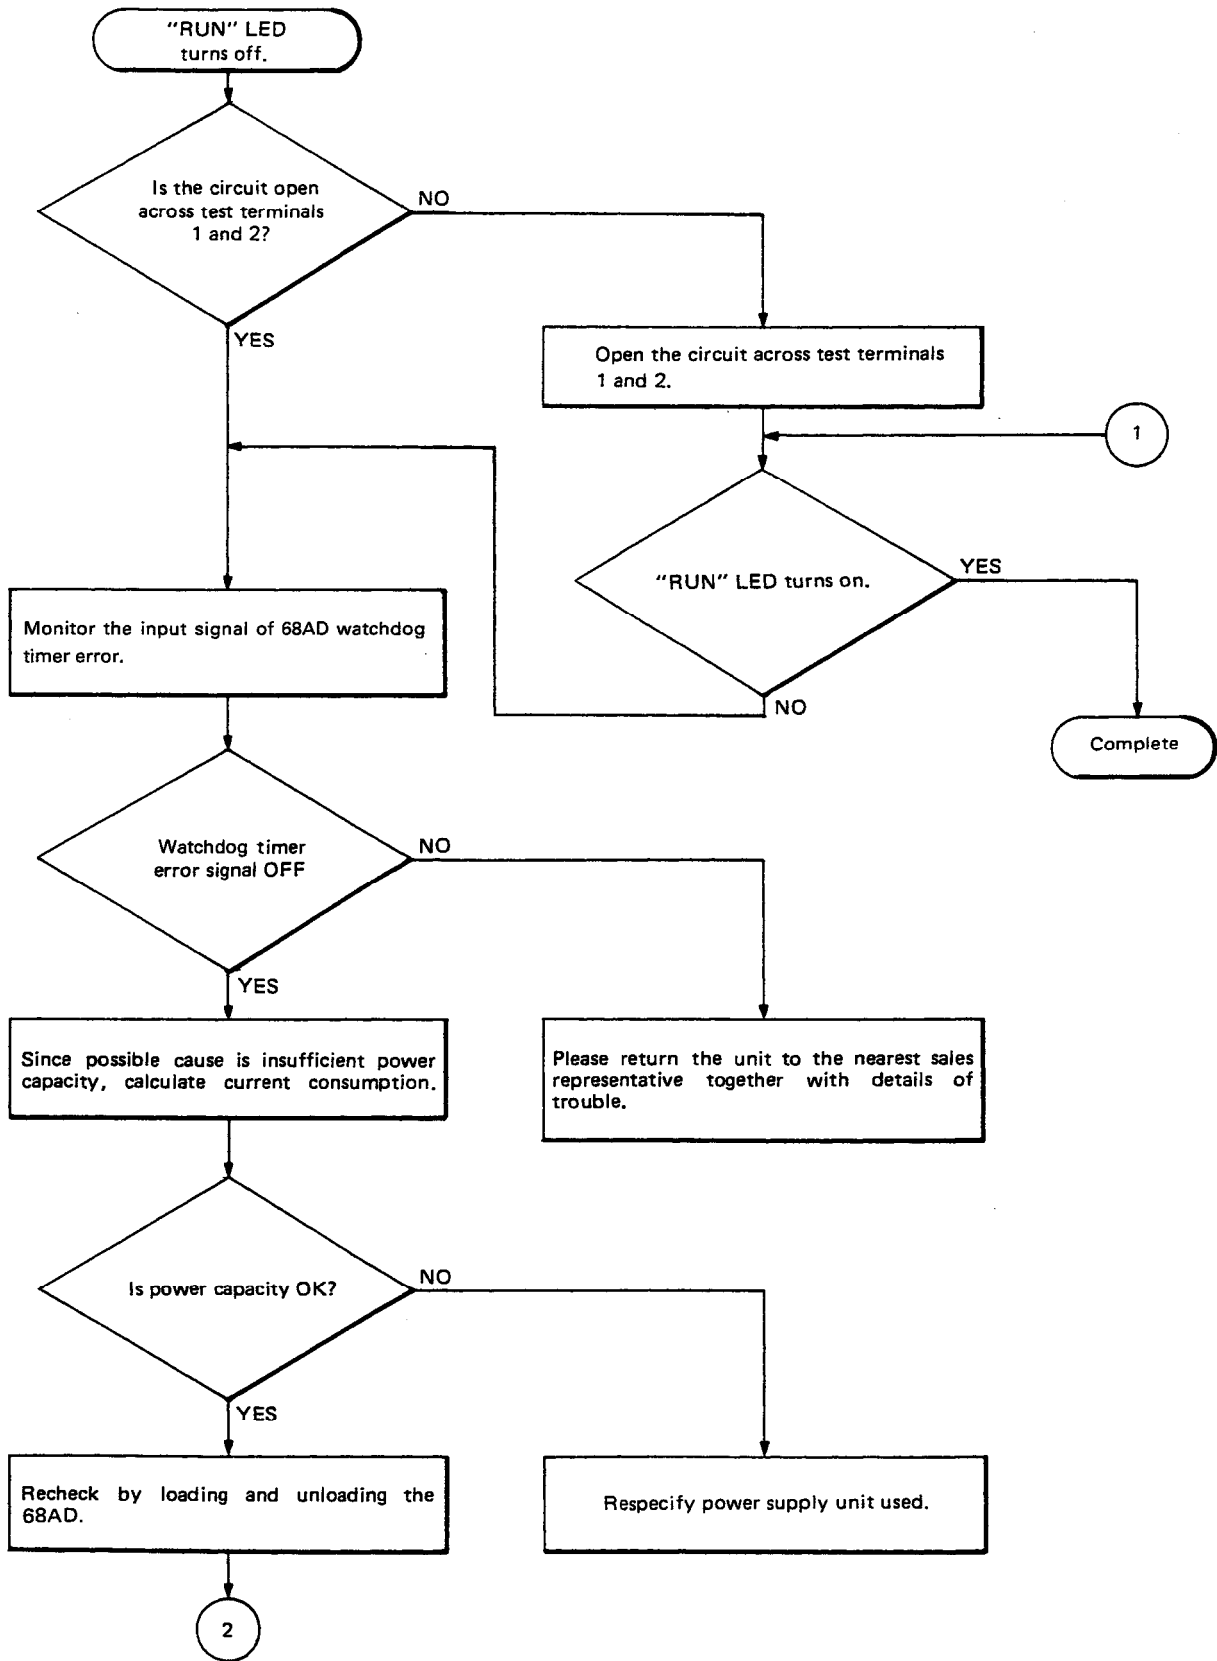 "RUN" LED
turns off.
Is the circuit open
across test terminals
1 and 2?
NO
YES
Open the circuit across test terminals
1 and 2.
1
"RUN" LED turns on.
YES
NO
Complete
Monitor the input signal of 68AD watchdog
timer error.
Watchdog timer
error signal OFF
NO
YES
Since possible cause is insufficient power
capacity, calculate current consumption.
Please return the unit to the nearest sales
representative together with details of
trouble.
Is power capacity OK?
NO
YES
Recheck by loading and unloading the
68AD.
Respecify power supply unit used.
2